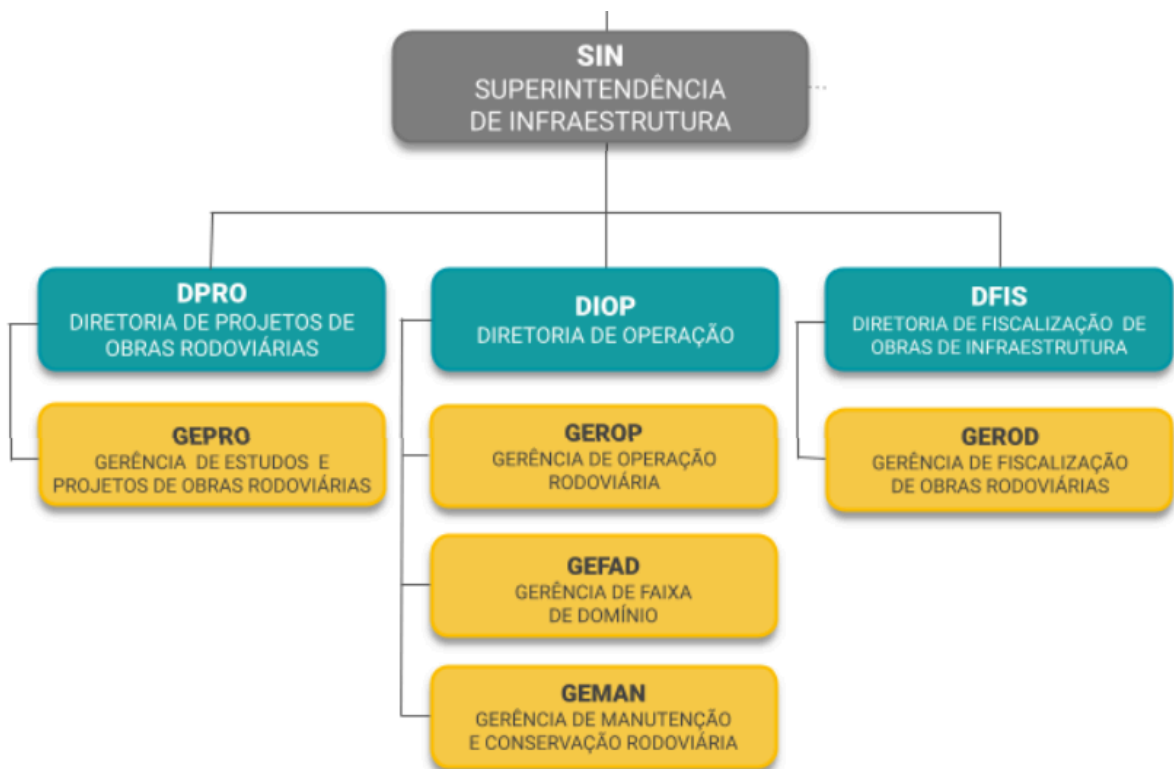 SIN
SUPERINTENDÊNCIA
DE INFRAESTRUTURA
DPRO
DIRETORIA DE PROJETOS DE
OBRAS RODOVIÁRIAS
DIOP
DIRETORIA DE OPERAÇÃO
DFIS
DIRETORIA DE FISCALIZAÇÃO DE
OBRAS DE INFRAESTRUTURA
GEPRO
GERÊNCIA DE ESTUDOS E
PROJETOS DE OBRAS RODOVIÁRIAS
GEROP
GERÊNCIA DE OPERAÇÃO
RODOVIÁRIA
GEROD
GERÊNCIA DE FISCALIZAÇÃO
DE OBRAS RODOVIÁRIAS
GEFAD
GERÊNCIA DE FAIXA
DE DOMÍNIO
GEMAN
GERÊNCIA DE MANUTENÇÃO
E CONSERVAÇÃO RODOVIÁRIA